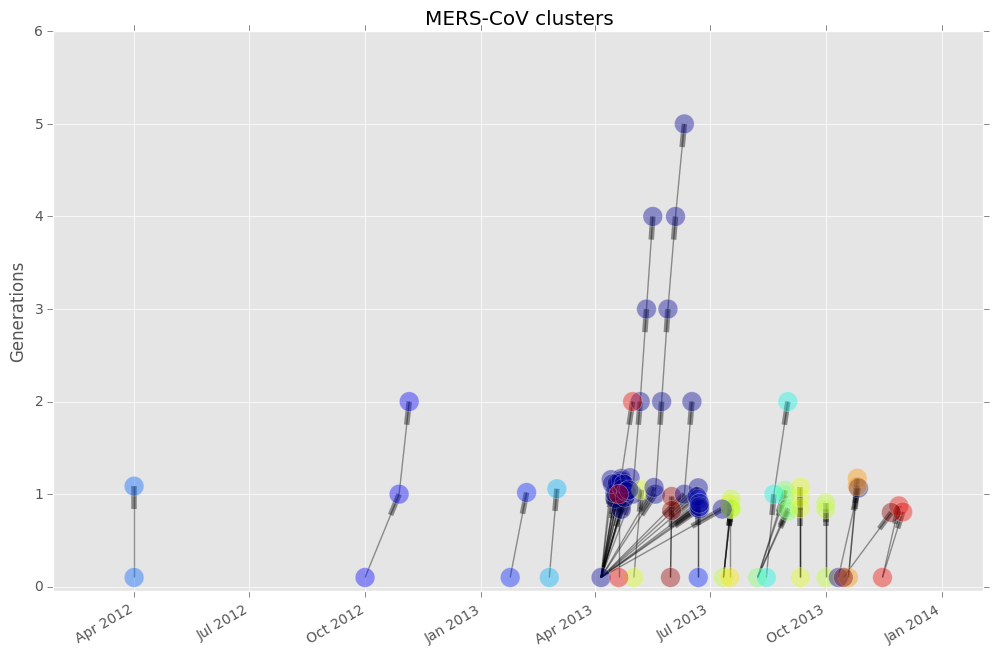 MERS-CoV clusters
6
5
4
3
2
1
0
Generations
Apr 2012
Jul 2012
Oct 2012
Jan 2013
Apr 2013
Jul 2013
Oct 2013
Jan 2014